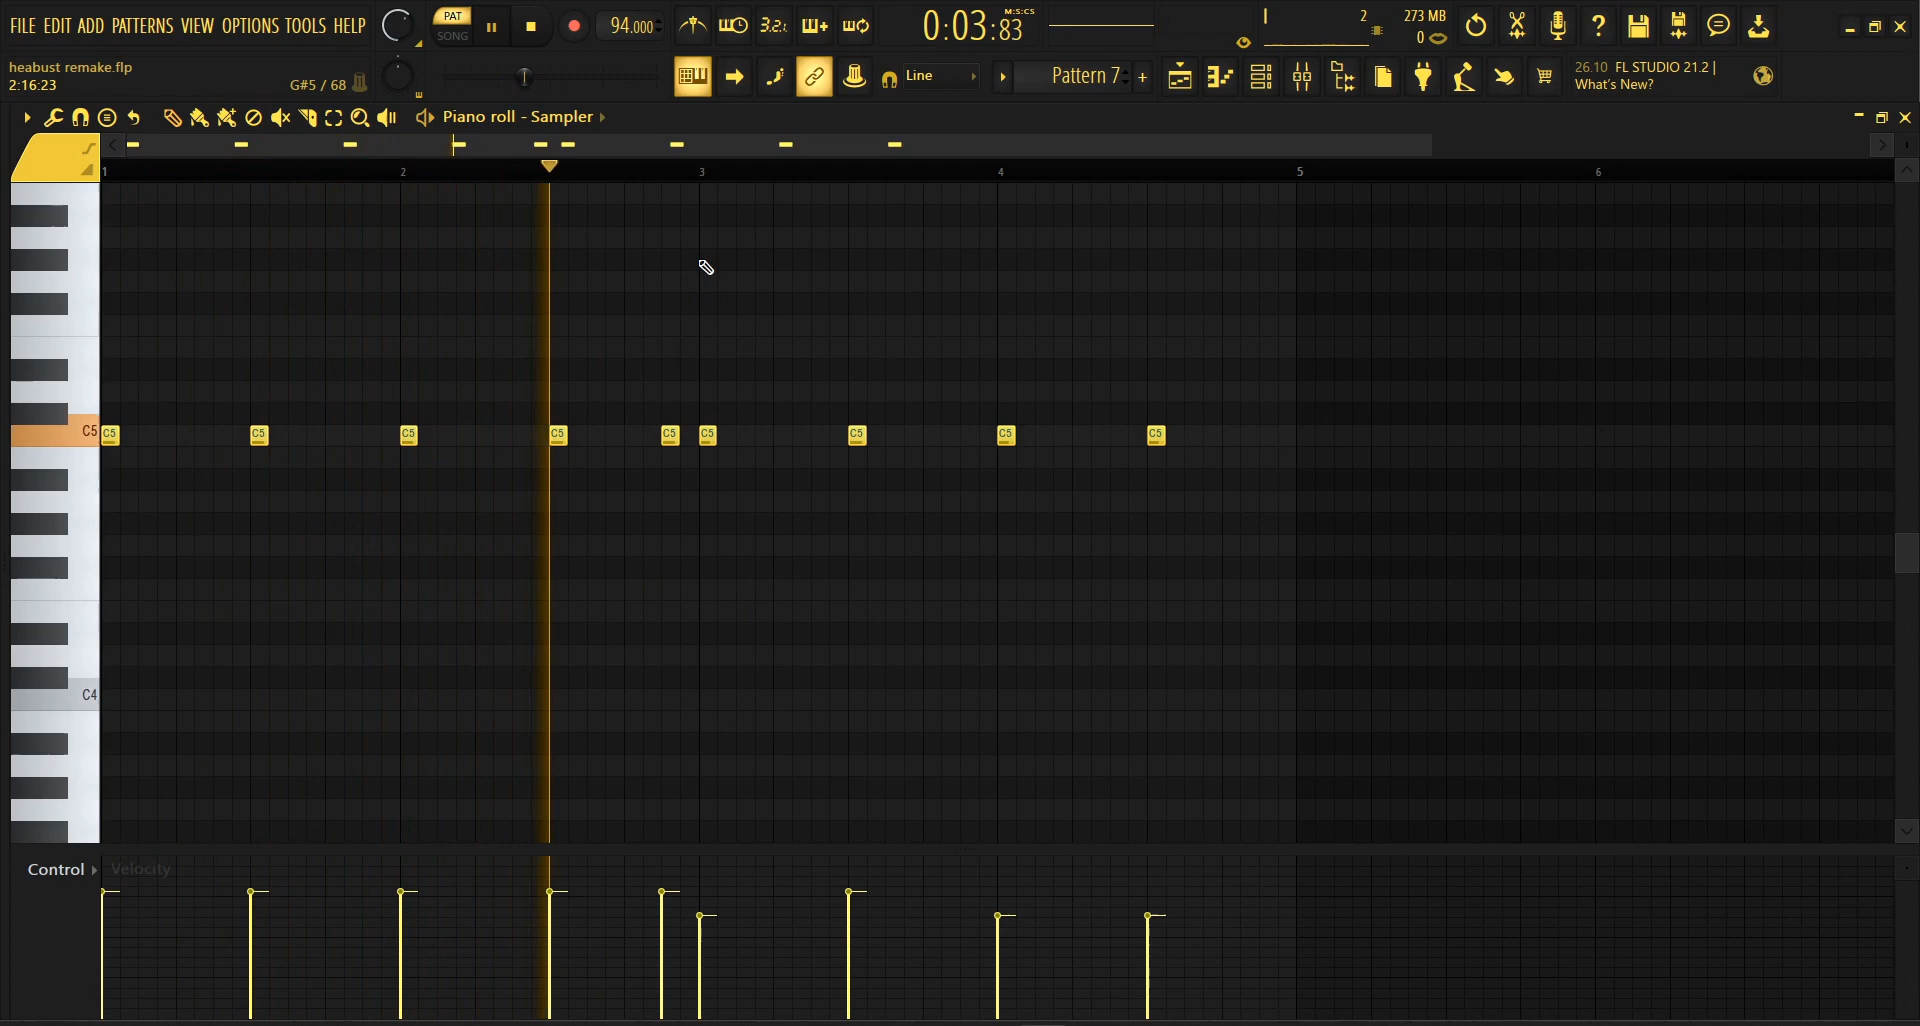 FILE EDIT ADD PATTERNS VIEW OPTIONS TOOLS HELP
PAT
SONG
94.000
3.2.1
0:03:83
M:S:CS
2
273 MB
0
heabust remake.flp
2:16:23
G#5 / 68
Line
Pattern 7
+
26.10 FL STUDIO 21.2 |
What's New?
Piano roll - Sampler
1 2 3 4 5 6
C5
C5 C5 C5 C5 C5 C5 C5 C5 C5
C4
Control
Velocity